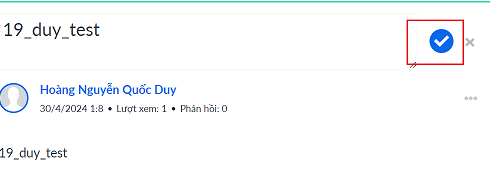 19_duy_test
Hoàng Nguyễn Quốc Duy
30/4/2024 1:8 • Lượt xem: 1 • Phản hồi: 0
19_duy_test